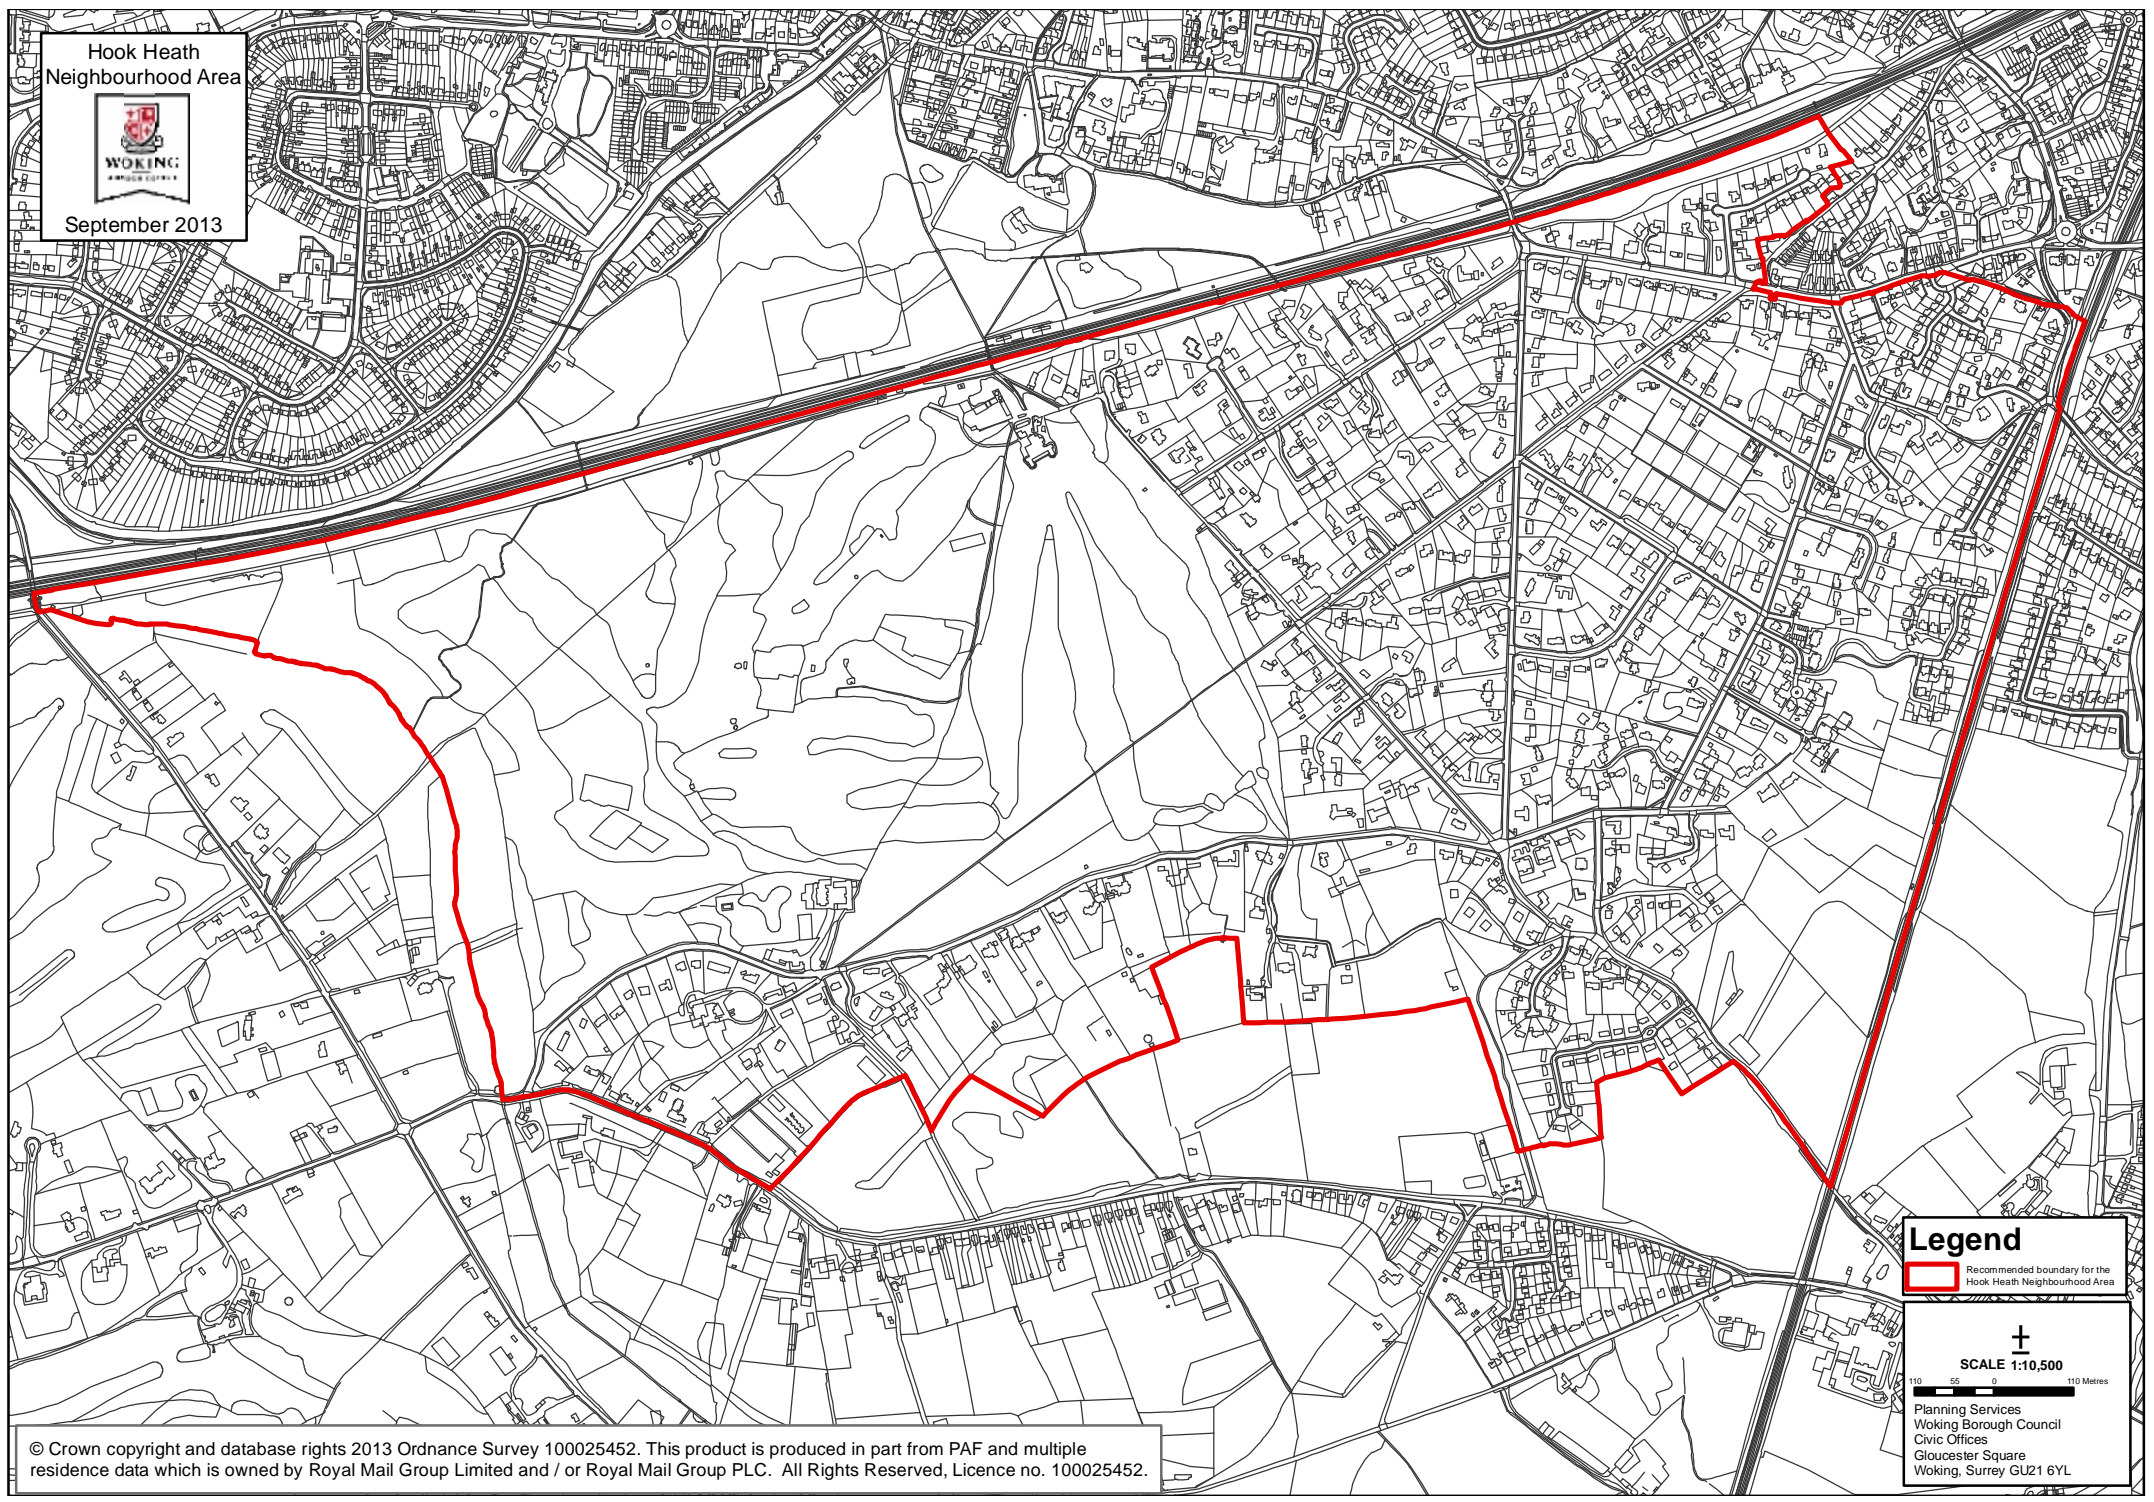 Hook Heath
Neighbourhood Area
WOKING
BOROUGH COUNCIL
September 2013
Legend
Recommended boundary for the
Hook Heath Neighbourhood Area
±
SCALE 1:10,500
110 55 0 110 Metres
Planning Services
Woking Borough Council
Civic Offices
Gloucester Square
Woking, Surrey GU21 6YL
© Crown copyright and database rights 2013 Ordnance Survey 100025452. This product is produced in part from PAF and multiple
residence data which is owned by Royal Mail Group Limited and / or Royal Mail Group PLC. All Rights Reserved, Licence no. 100025452.